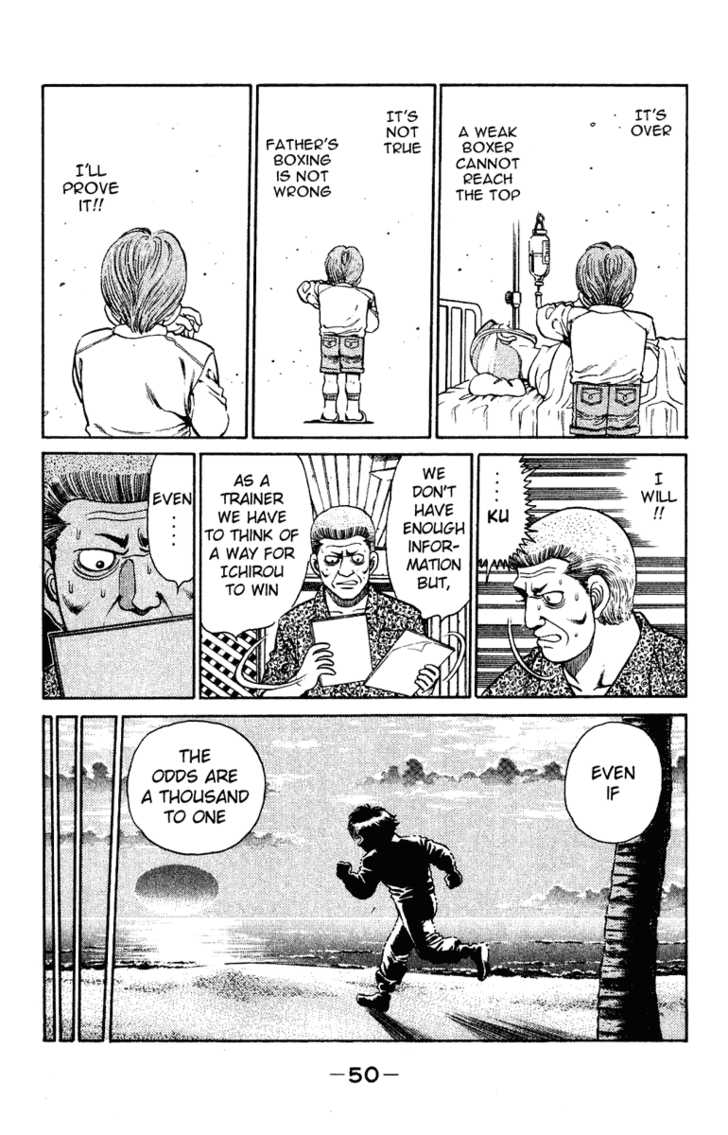 IT'S
OVER
A WEAK
BOXER
CANNOT
REACH
THE TOP
IT'S
NOT
TRUE
FATHER'S
BOXING
IS NOT
WRONG
I'LL
PROVE
IT!!
I
WILL
!!
...
KU
WE
DON'T
HAVE
ENOUGH
INFOR-
MATION
BUT,
AS A
TRAINER
WE HAVE
TO THINK OF
A WAY FOR
ICHIROU
TO WIN
EVEN
....
EVEN
IF
THE
ODDS ARE
A THOUSAND
TO ONE
-50-